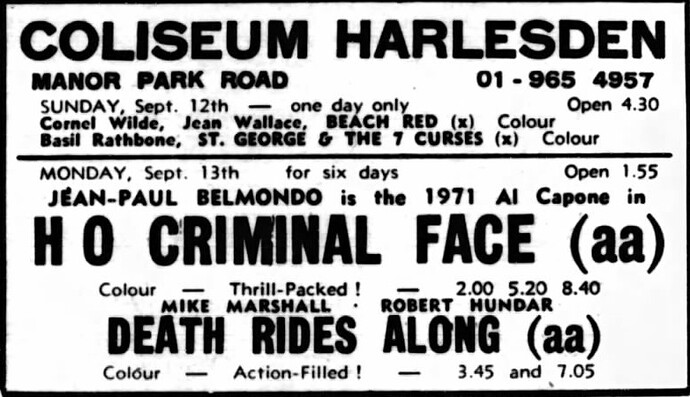 COLISEUM HARLESDEN
MANOR PARK ROAD 01 - 965 4957
SUNDAY, Sept. 12th — one day only Open 4.30
Cornel Wilde, Jean Wallace, BEACH RED (x) Colour
Basil Rathbone, ST. GEORGE & THE 7 CURSES (x) Colour
MONDAY, Sept. 13th for six days Open 1.55
JEAN-PAUL BELMONDO is the 1971 Al Capone in
H O CRIMINAL FACE (aa)
Colour — Thrill-Packed ! — 2.00 5.20 8.40
MIKE MARSHALL · ROBERT HUNDAR
DEATH RIDES ALONG (aa)
Colour — Action-Filled ! — 3.45 and 7.05